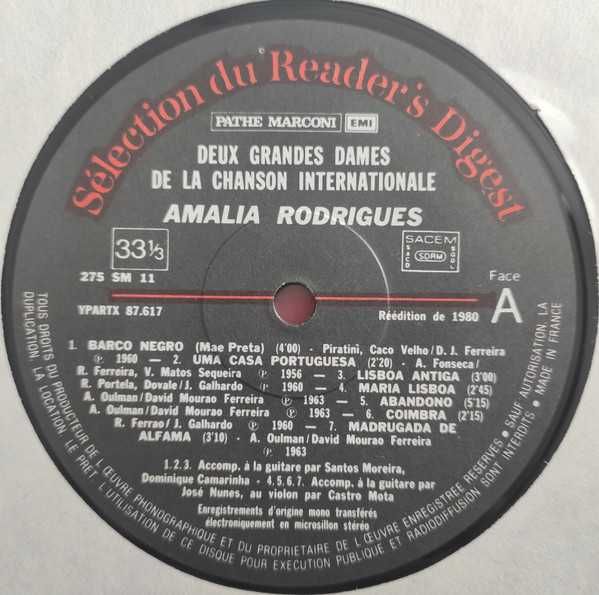 Sélection du Reader's Digest
PATHE MARCONI EMI
DEUX GRANDES DAMES
DE LA CHANSON INTERNATIONALE
AMALIA RODRIGUES
33 1/3
SACEM
SACD SDRM SGDL
275 SM 11
Face
A
YPARTX 87.617
Réédition de 1980
1. BARCO NEGRO (Mae Preta) (4'00) - Piratini, Caco Velho/D. J. Ferreira
Ⓟ 1960 - 2. UMA CASA PORTUGUESA (2'20) - A. Fonseca/
R. Ferreira, V. Matos Sequeira Ⓟ 1956 - 3. LISBOA ANTIGA (3'00)
R. Portela, Dovale/J. Galhardo Ⓟ 1960 - 4. MARIA LISBOA (2'45)
A. Oulman/David Mourao Ferreira Ⓟ 1963 - 5. ABANDONO (5'15)
A. Oulman/David Mourao Ferreira Ⓟ 1963 - 6. COIMBRA (2'15)
R. Ferrao/J. Galhardo Ⓟ 1960 - 7. MADRUGADA DE
ALFAMA (3'10) - A. Oulman/David Mourao Ferreira
Ⓟ 1963
1.2.3. Accomp. à la guitare par Santos Moreira,
Dominique Camarinha - 4.5.6.7. Accomp. à la guitare par
José Nunes, au violon par Castro Mota
Enregistrements d'origine mono transférés
électroniquement en microsillon stéréo
TOUS DROITS DU PRODUCTEUR DE L'ŒUVRE PHONOGRAPHIQUE ET DU PROPRIETAIRE DE L'ŒUVRE ENREGISTREE RESERVES • SAUF AUTORISATION LA
DUPLICATION LA LOCATION LE PRET L'UTILISATION DE CE DISQUE POUR EXECUTION PUBLIQUE ET RADIODIFFUSION SONT INTERDITS • MADE IN FRANCE